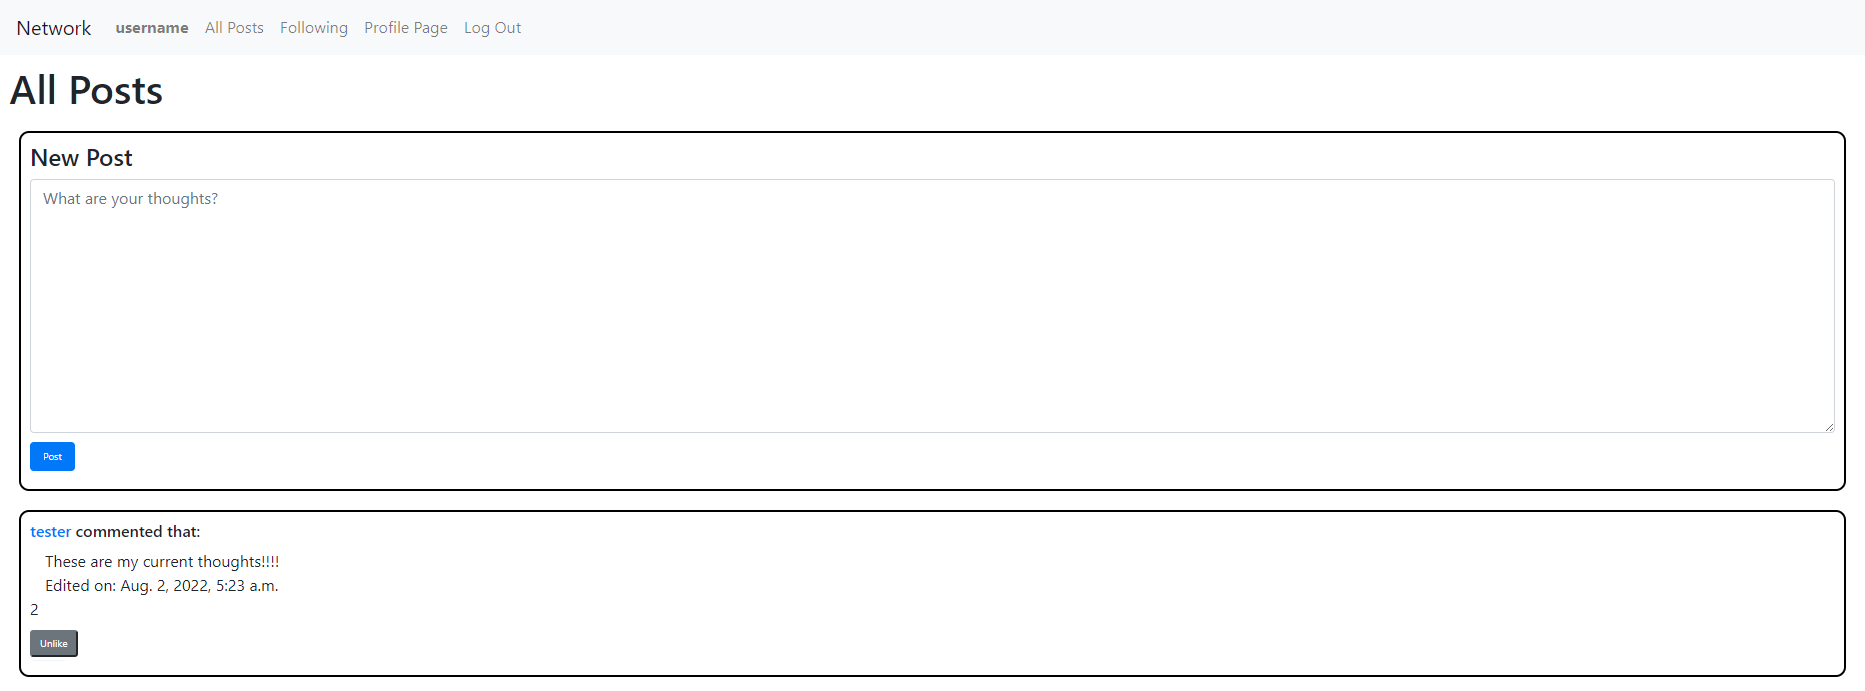 Network username All Posts Following Profile Page Log Out
All Posts
New Post
What are your thoughts?
Post
tester commented that:
These are my current thoughts!!!!
Edited on: Aug. 2, 2022, 5:23 a.m.
2
Unlike